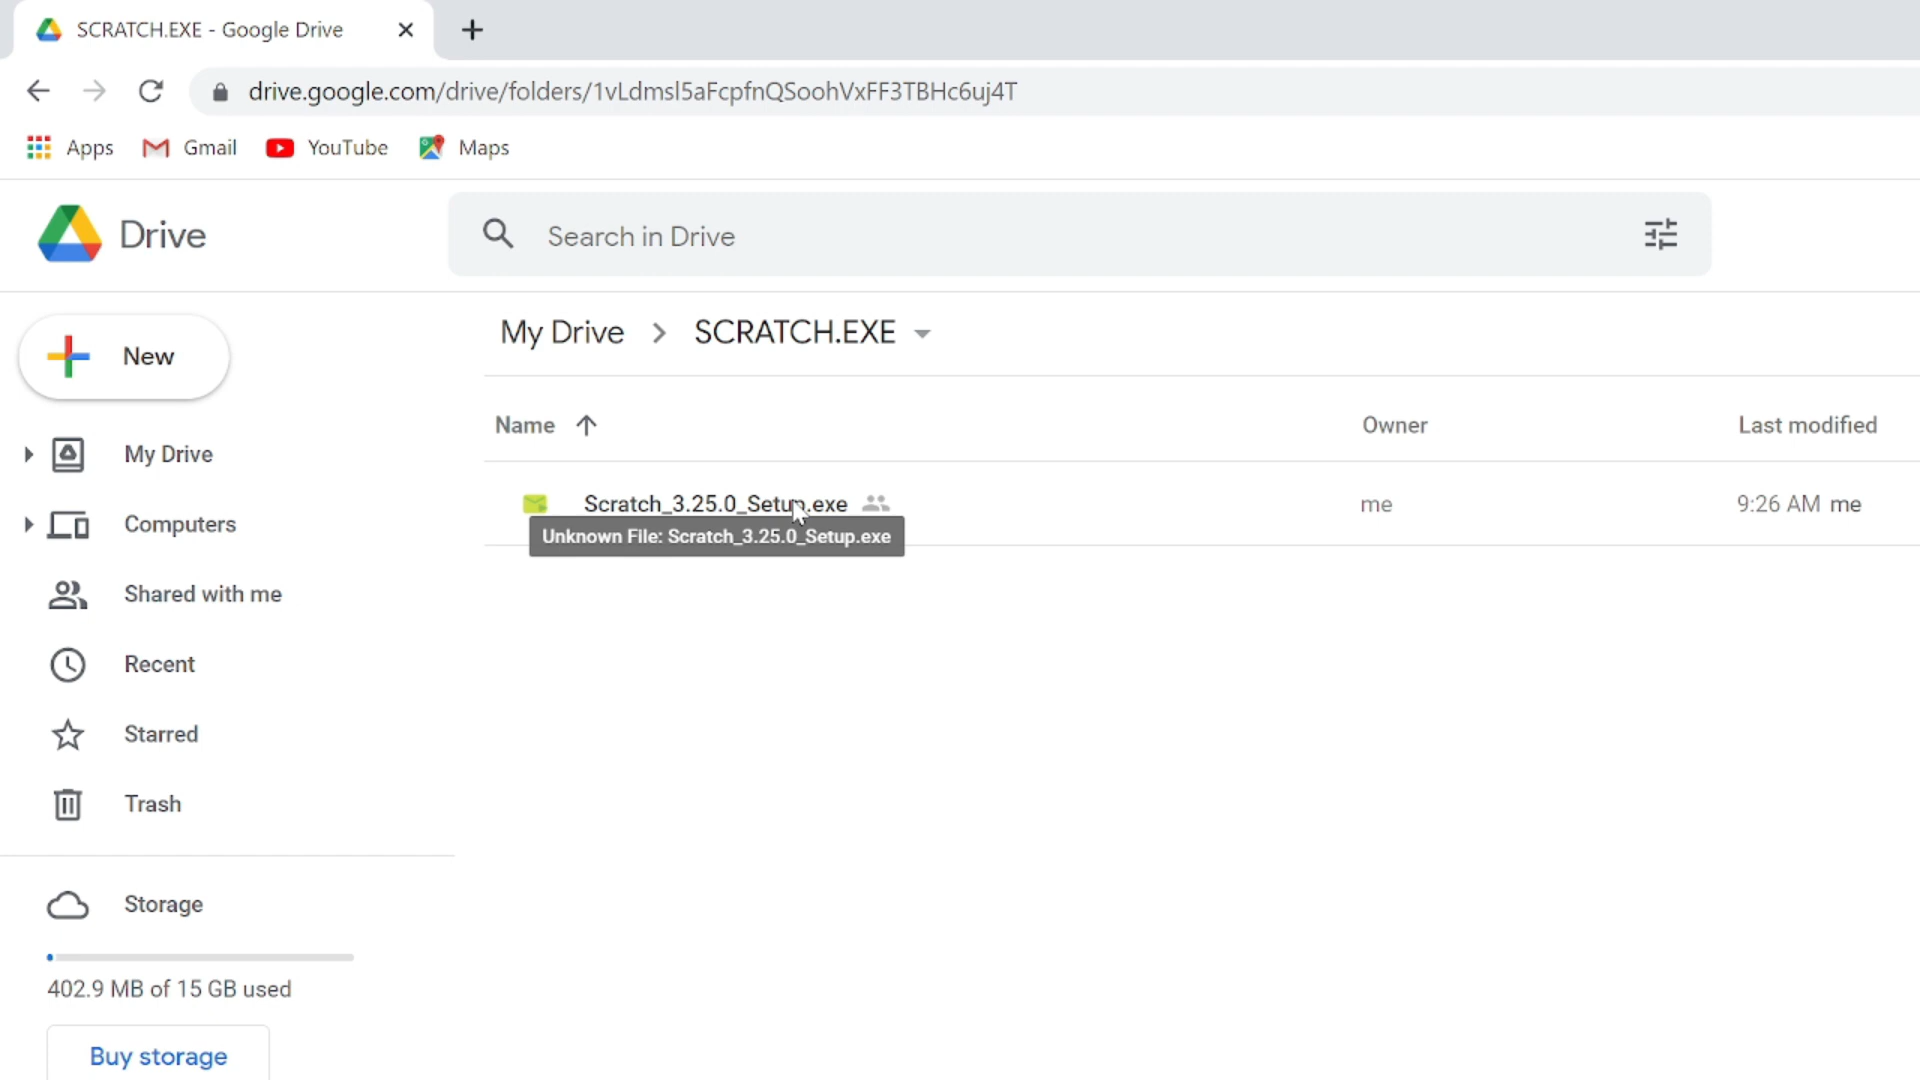 SCRATCH.EXE - Google Drive
drive.google.com/drive/folders/1vLdmsl5aFcpfnQSoohVxFF3TBHc6uj4T
Apps Gmail YouTube Maps
Drive
Search in Drive
New
My Drive
Computers
Shared with me
Recent
Starred
Trash
Storage
402.9 MB of 15 GB used
Buy storage
My Drive > SCRATCH.EXE
Name Owner Last modified
Scratch_3.25.0_Setup.exe me 9:26 AM me
Unknown File: Scratch_3.25.0_Setup.exe